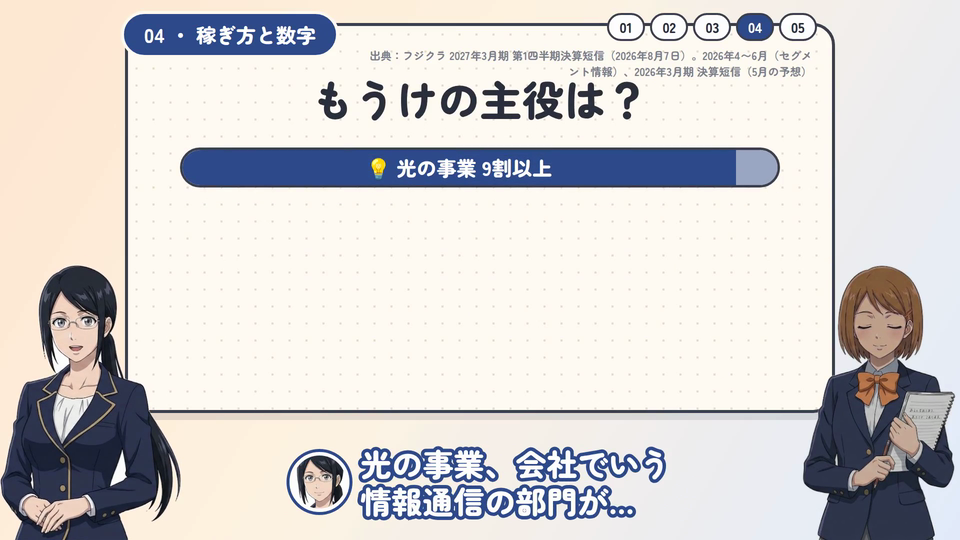 04 ・ 稼ぎ方と数字
01 02 03 04 05
出典：フジクラ 2027年3月期 第1四半期決算短信（2026年8月7日）。2026年4〜6月（セグメ
ント情報）、2026年3月期 決算短信（5月の予想）
もうけの主役は？
💡 光の事業 9割以上
光の事業、会社でいう
情報通信の部門が…